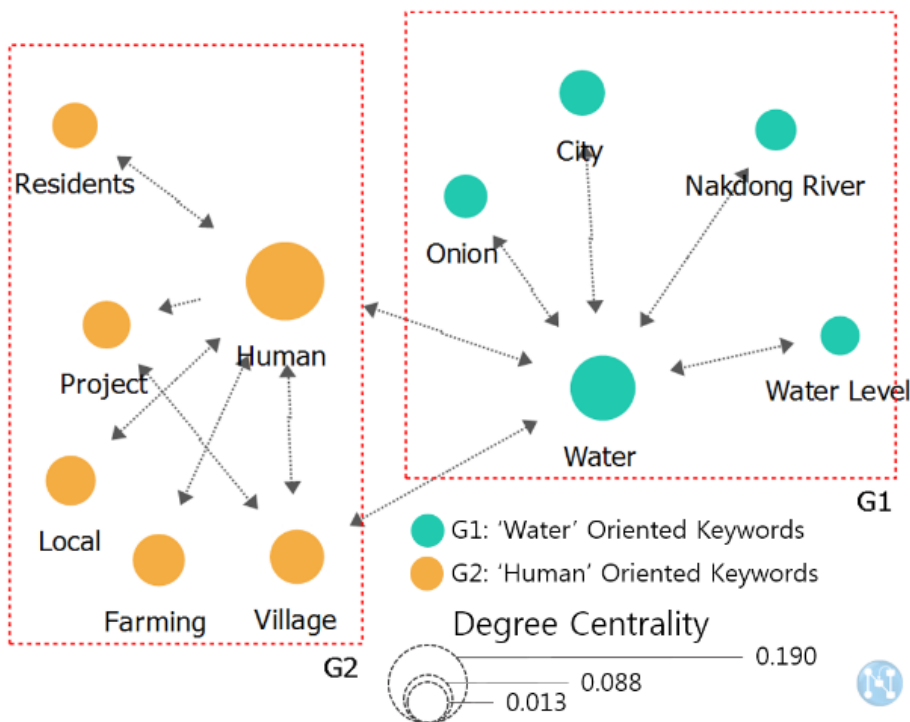 City
Residents
Nakdong River
Onion
Human
Project
Water Level
Water
G1
Local
G1: ‘Water’ Oriented Keywords
G2: ‘Human’ Oriented Keywords
Farming
Village
Degree Centrality
G2
0.190
0.088
0.013
N